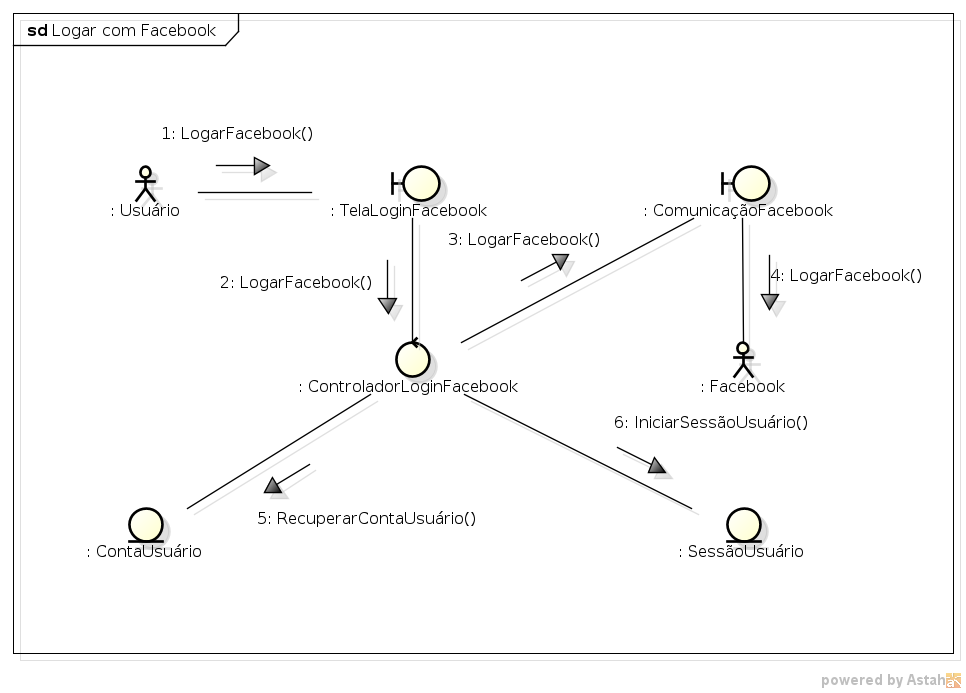 sd Logar com Facebook
1: LogarFacebook()
: Usuário
: TelaLoginFacebook
: ComunicaçãoFacebook
3: LogarFacebook()
2: LogarFacebook()
4: LogarFacebook()
: ControladorLoginFacebook
: Facebook
6: IniciarSessãoUsuário()
5: RecuperarContaUsuário()
: ContaUsuário
: SessãoUsuário
powered by Astah